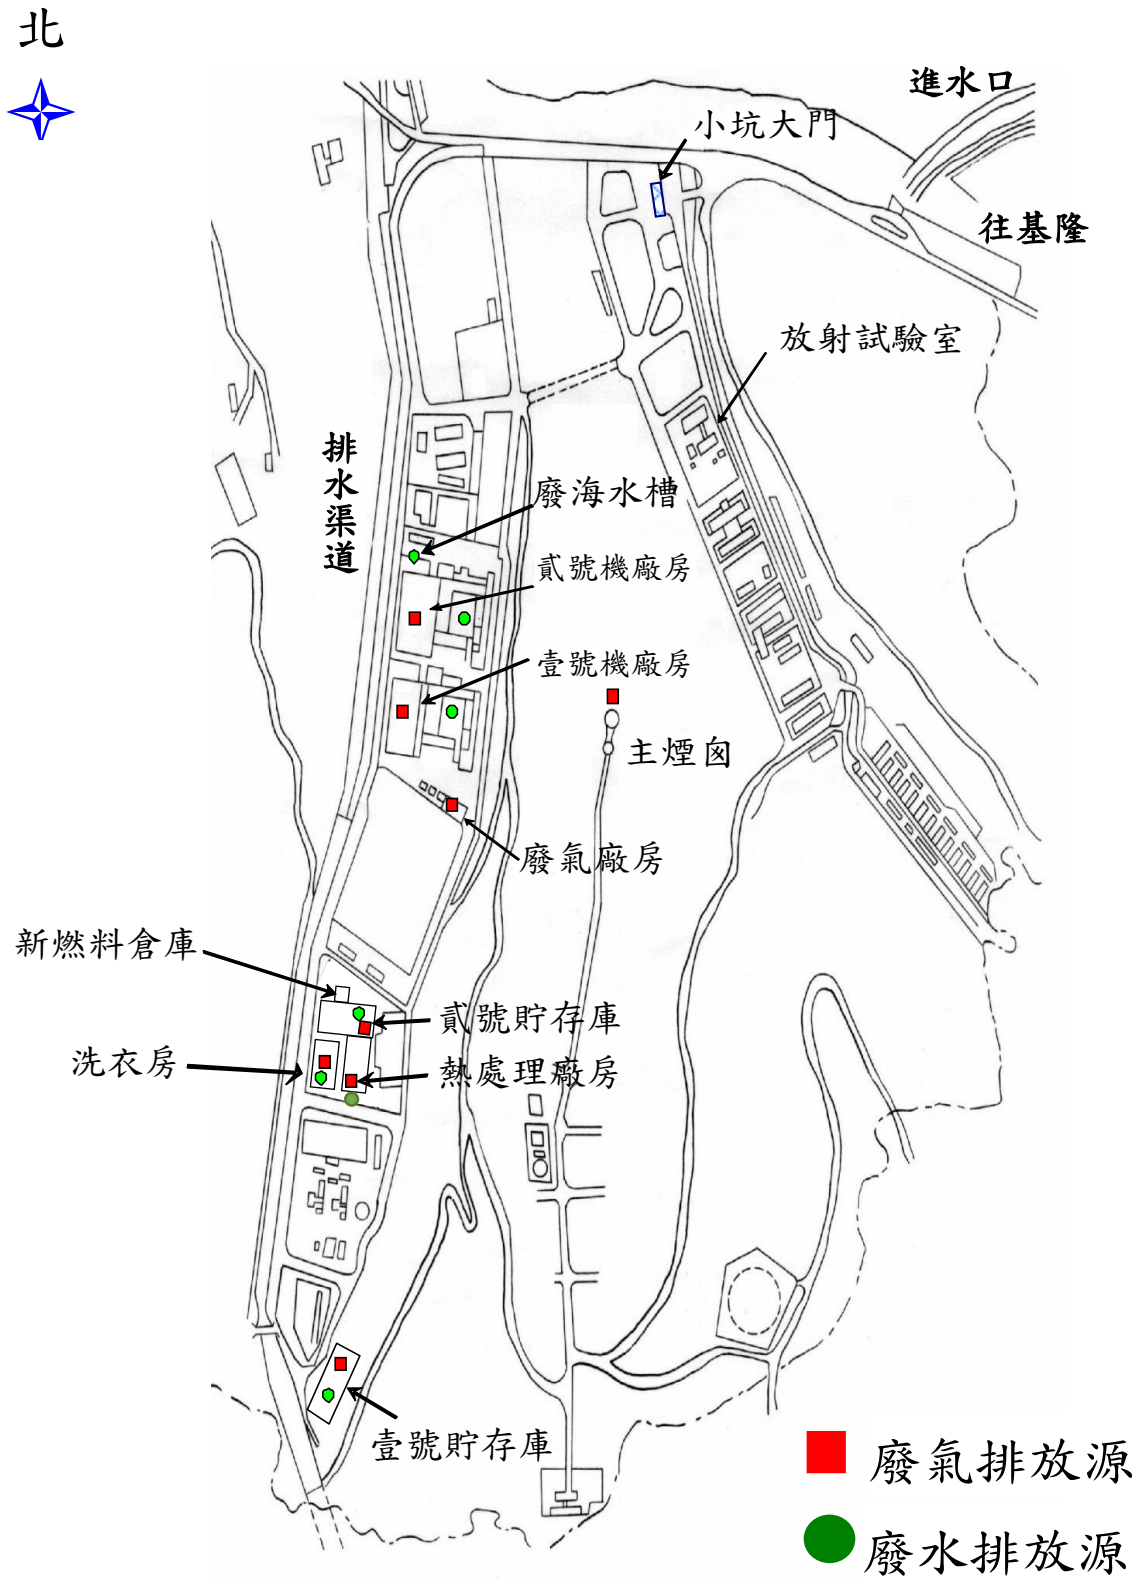 北
進水口
小坑大門
往基隆
放射試驗室
排水渠道
廢海水槽
貳號機廠房
壹號機廠房
主煙囪
廢氣廠房
新燃料倉庫
貳號貯存庫
洗衣房
熱處理廠房
壹號貯存庫
廢氣排放源
廢水排放源